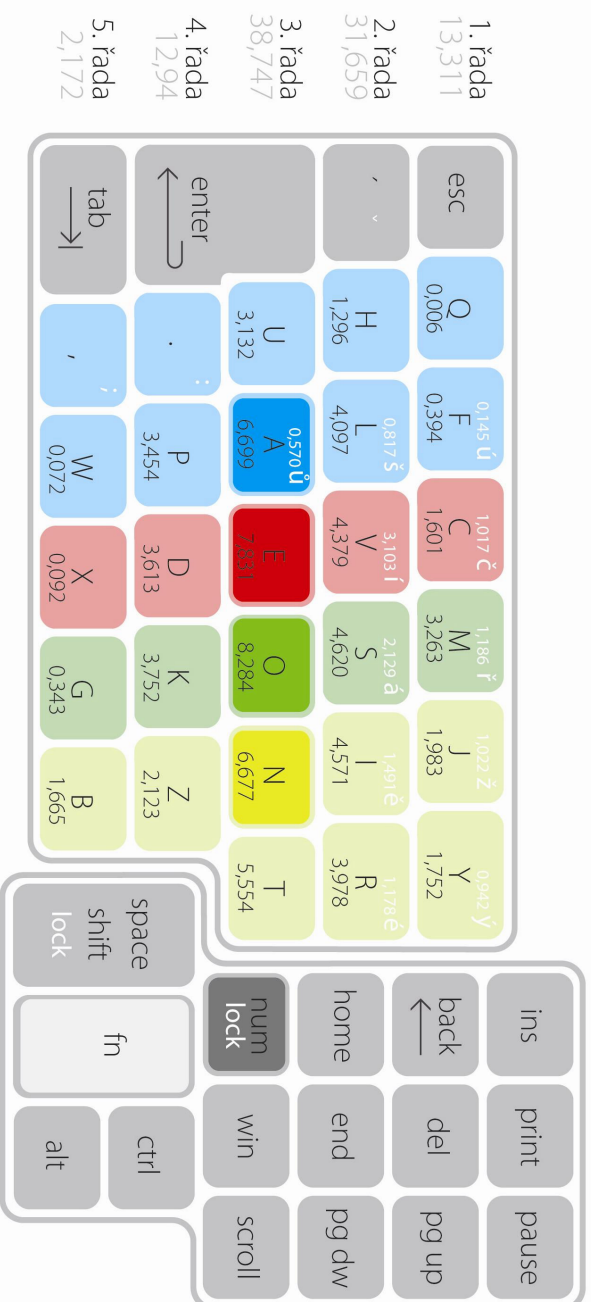 1. řada
13,311
esc
Q
0,006
0,145 ú
F
0,394
1,017 č
C
1,601
1,186 ř
M
3,263
1,022 ž
J
1,983
0,942 ý
Y
1,752
ins
print
pause
2. řada
31,659
´ ˇ
H
1,296
0,817 š
L
4,097
3,103 í
V
4,379
2,129 á
S
4,620
1,491 ě
I
4,571
1,178 é
R
3,978
back
del
pg up
3. řada
38,747
enter
U
3,132
0,570 ů
A
6,699
E
7,831
O
8,284
N
6,677
T
5,554
home
end
pg dw
4. řada
12,94
. :
P
3,454
D
3,613
K
3,752
Z
2,123
num
lock
win
scroll
5. řada
2,172
tab
, ;
W
0,072
X
0,092
G
0,343
B
1,665
space
shift
lock
fn
ctrl
alt